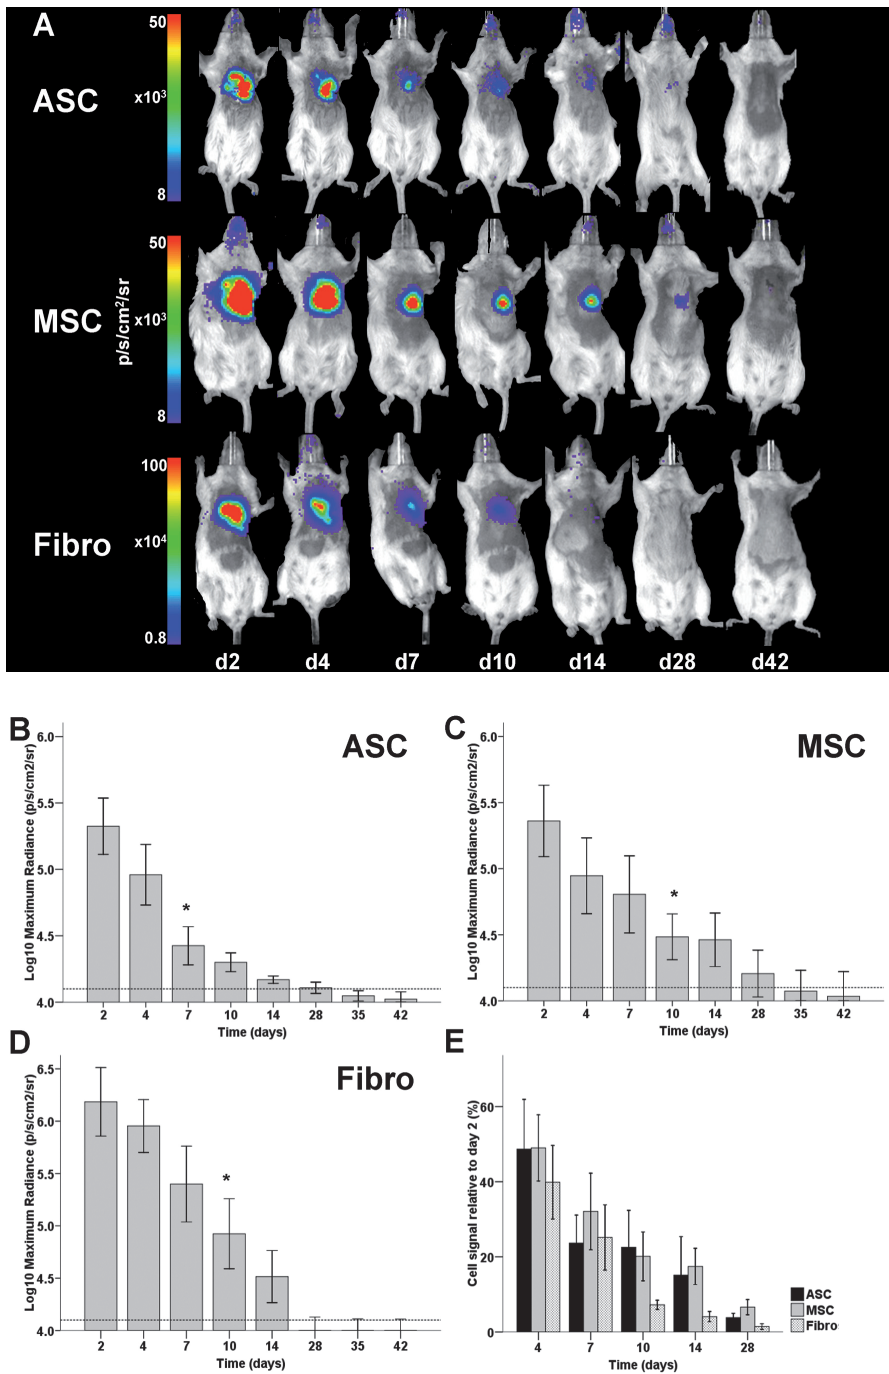 A
50
ASC
x10³
8
50
MSC
x10³
p/s/cm²/sr
8
100
Fibro
x10⁴
0.8
d2 d4 d7 d10 d14 d28 d42
B
ASC
Log10 Maximum Radiance (p/s/cm2/sr)
6.0
5.5
5.0
4.5
4.0
*
2 4 7 10 14 28 35 42
Time (days)
C
MSC
Log10 Maximum Radiance (p/s/cm2/sr)
6.0
5.5
5.0
4.5
4.0
*
2 4 7 10 14 28 35 42
Time (days)
D
Fibro
Log10 Maximum Radiance (p/s/cm2/sr)
6.5
6.0
5.5
5.0
4.5
4.0
*
2 4 7 10 14 28 35 42
Time (days)
E
Cell signal relative to day 2 (%)
60
40
20
0
4 7 10 14 28
Time (days)
ASC
MSC
Fibro